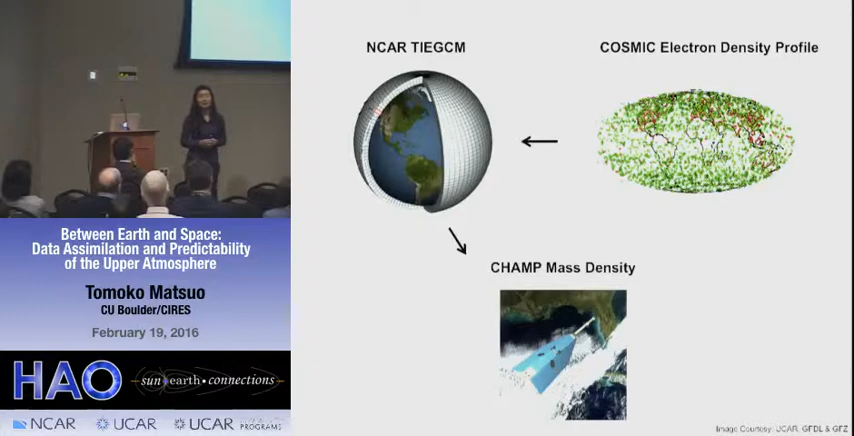 Between Earth and Space:
Data Assimilation and Predictability
of the Upper Atmosphere
Tomoko Matsuo
CU Boulder/CIRES
February 19, 2016
HAO
sun earth • connections
NCAR
UCAR
UCAR
PROGRAMS
NCAR TIEGCM
COSMIC Electron Density Profile
CHAMP Mass Density
Image Courtesy: UCAR, GFDL & GFZ